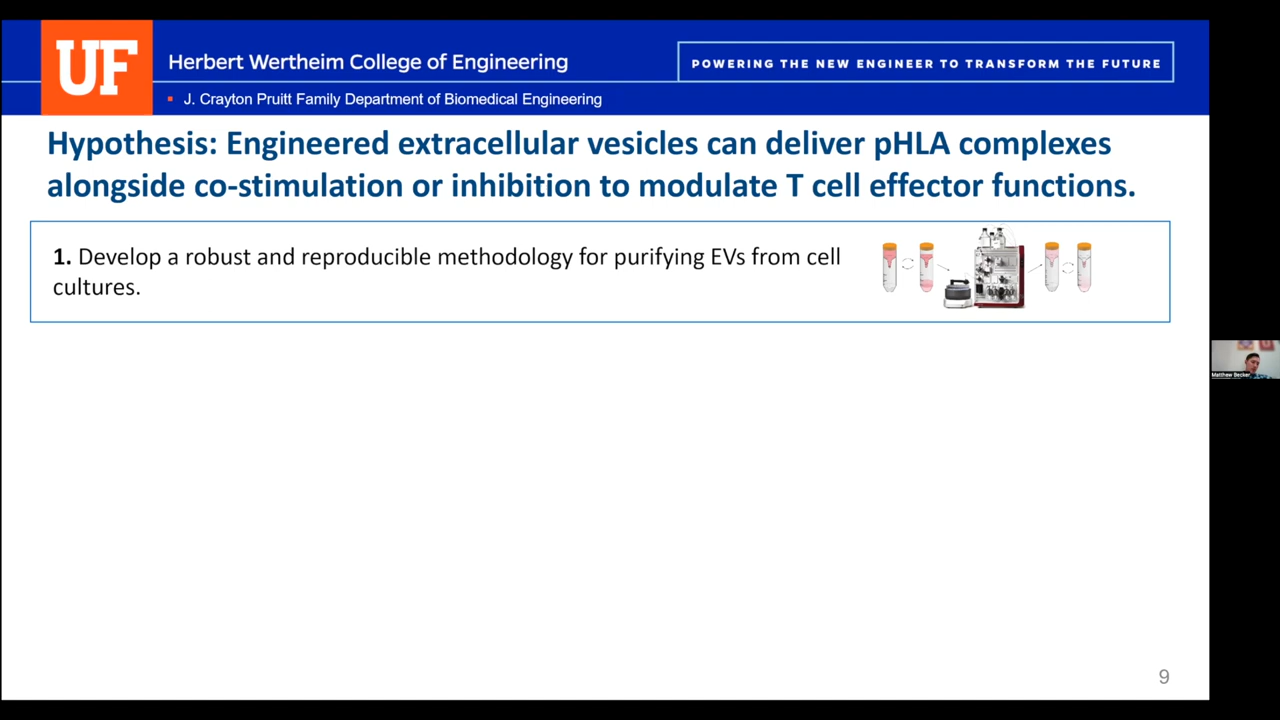 UF
Herbert Wertheim College of Engineering
POWERING THE NEW ENGINEER TO TRANSFORM THE FUTURE
▪ J. Crayton Pruitt Family Department of Biomedical Engineering
Hypothesis: Engineered extracellular vesicles can deliver pHLA complexes
alongside co-stimulation or inhibition to modulate T cell effector functions.
1. Develop a robust and reproducible methodology for purifying EVs from cell
cultures.
Matthew Becker
9